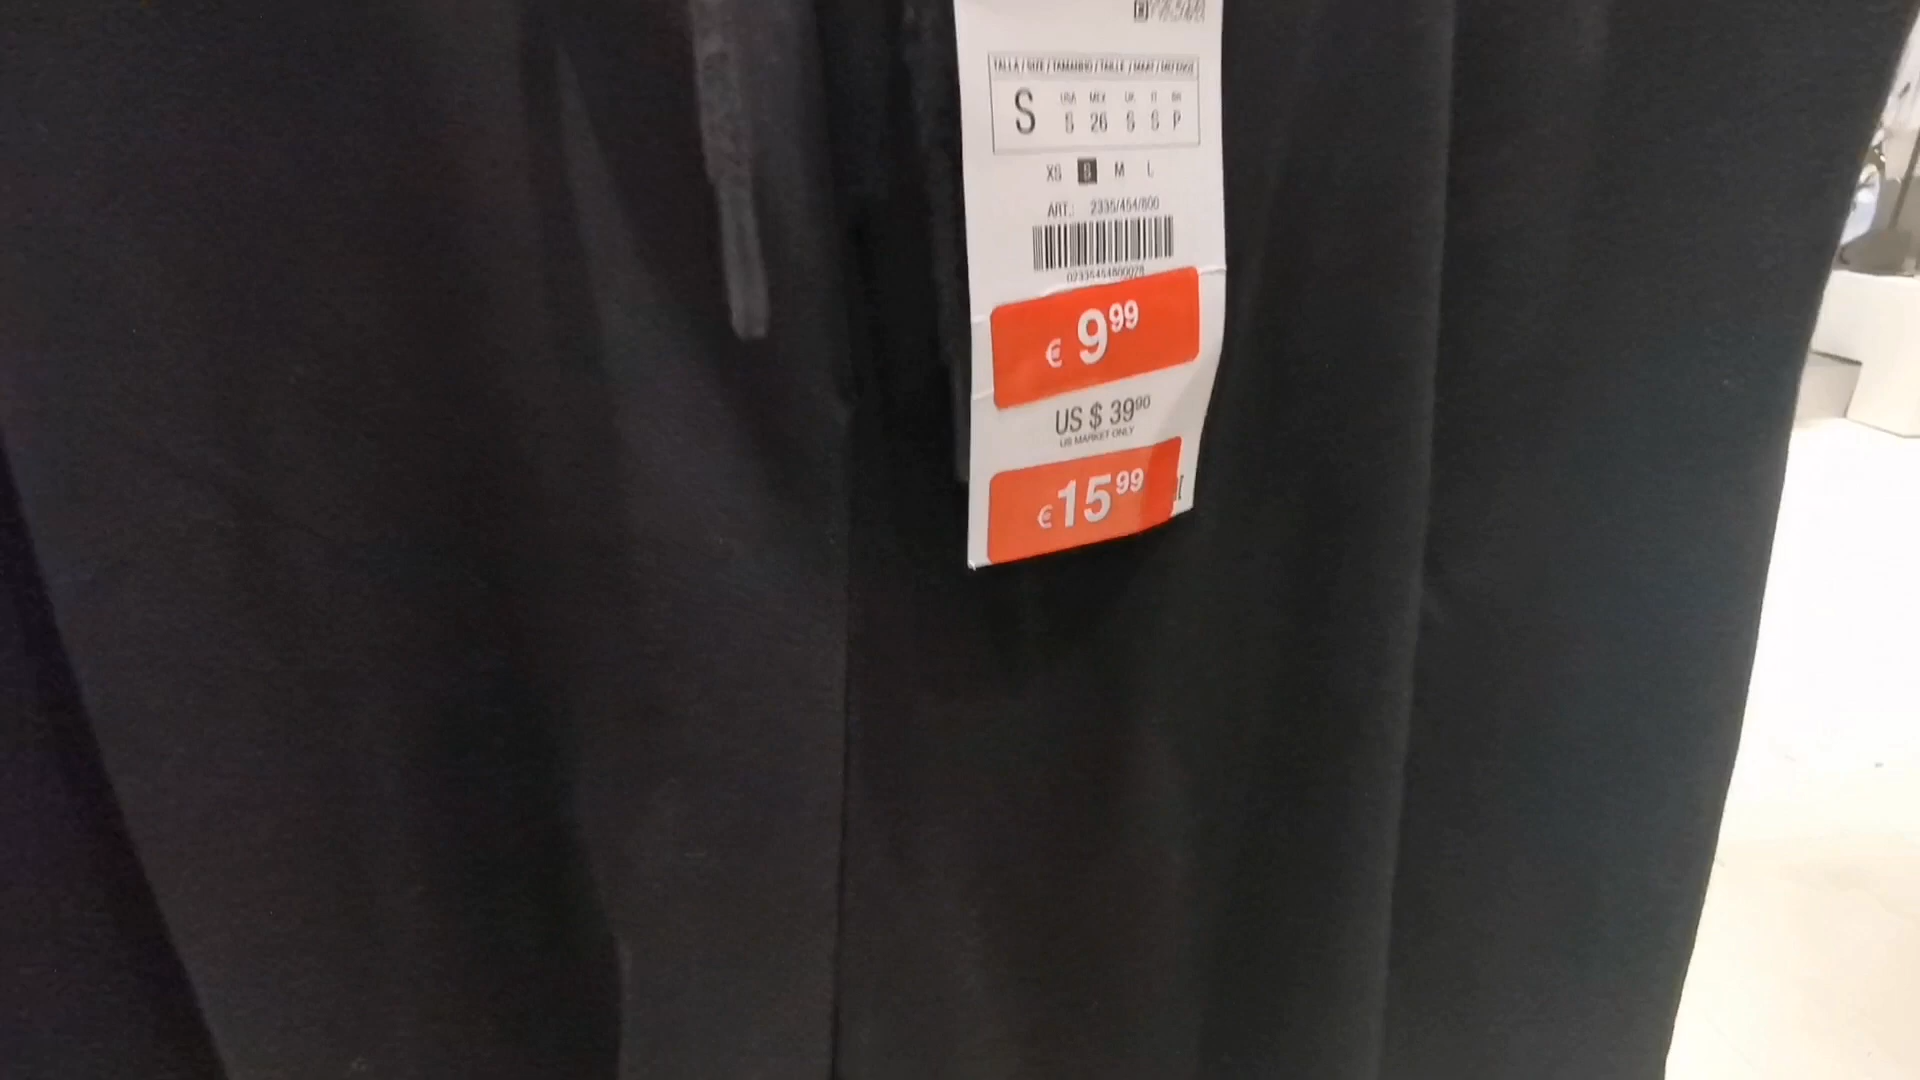 TALLA / SIZE / TAMANHO / TAILLE / MAAT /
S
USA MEX UK IT BR
S 26 S S P
XS S M L
ART.: 2335/454/800
02335454800028
€ 9⁹⁹
US $ 39⁹⁰
US MARKET ONLY
€15⁹⁹